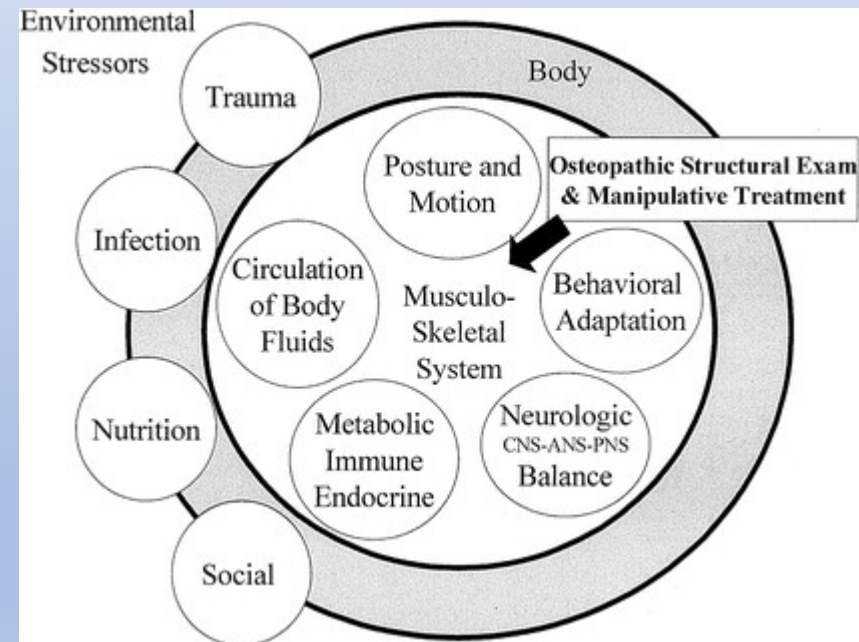 Environmental
Stressors
Trauma
Body
Posture and
Motion
Osteopathic Structural Exam
& Manipulative Treatment
Infection
Circulation
of Body
Fluids
Musculo-
Skeletal
System
Behavioral
Adaptation
Nutrition
Metabolic
Immune
Endocrine
Neurologic
CNS-ANS-PNS
Balance
Social